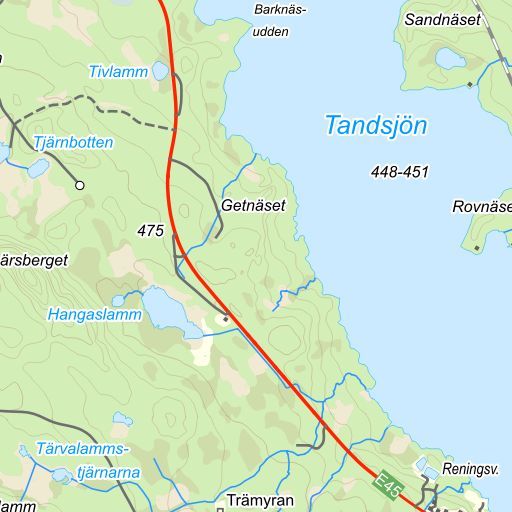 Barknäs-
udden
Sandnäset
Tivlamm
Tandsjön
Tjärnbotten
448-451
Getnäset
Rovnäse
475
ärsberget
Hangaslamm
Tärvalamms-
tjärnarna
Reningsv.
E45
Trämyran
lamm